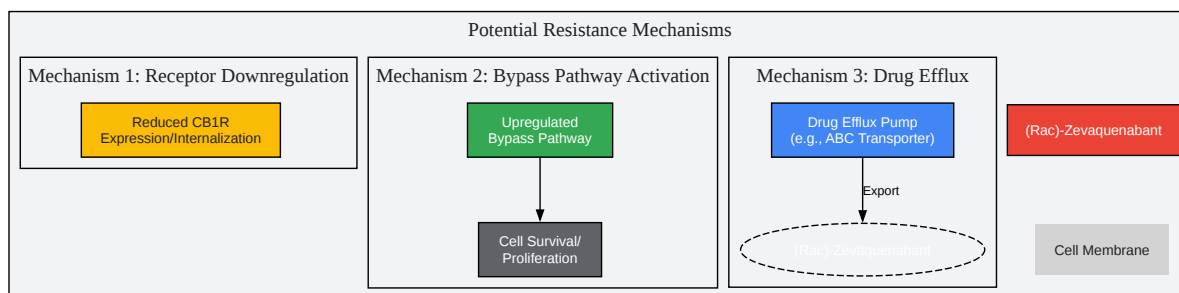 Potential Resistance Mechanisms
Mechanism 1: Receptor Downregulation
Reduced CB1R
Expression/Internalization
Mechanism 2: Bypass Pathway Activation
Upregulated
Bypass Pathway
Cell Survival/
Proliferation
Mechanism 3: Drug Efflux
Drug Efflux Pump
(e.g., ABC Transporter)
Export
(Rac)-Zevaquenabant
(Rac)-Zevaquenabant
Cell Membrane